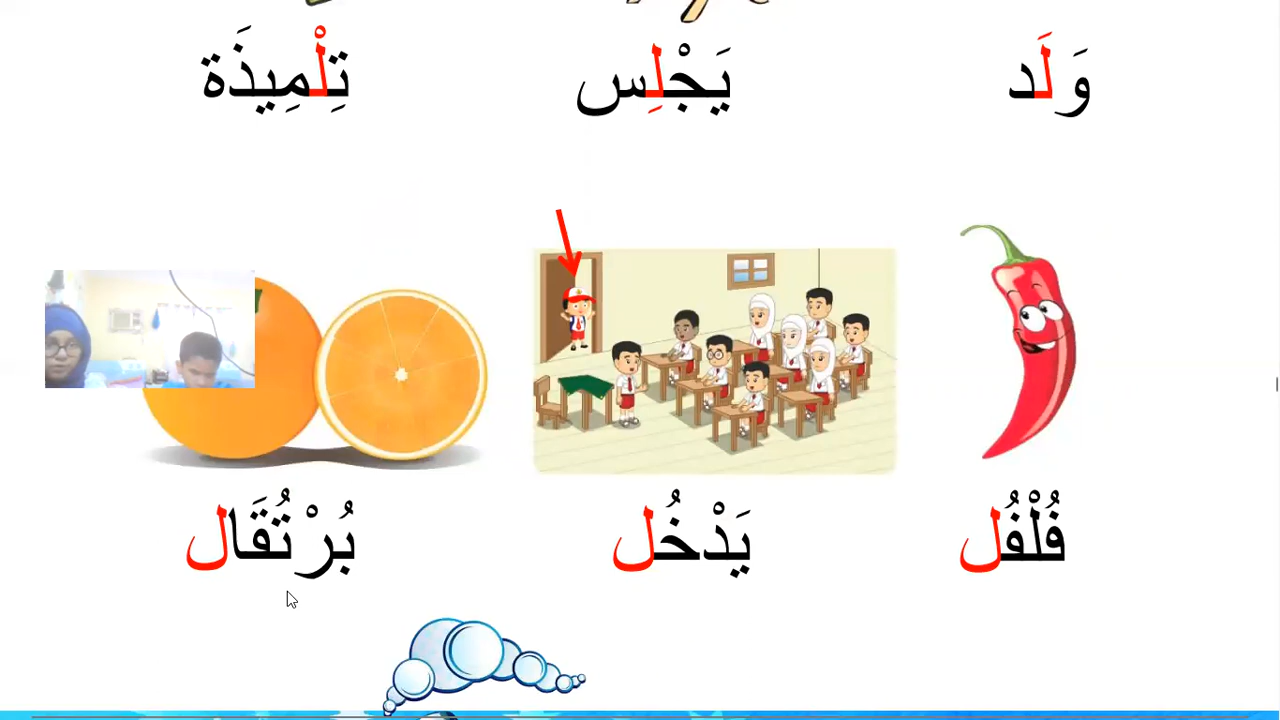 وَلَد يَجْلِس تِلْمِيذَة
فُلْفُل يَدْخُل بُرْتُقَال